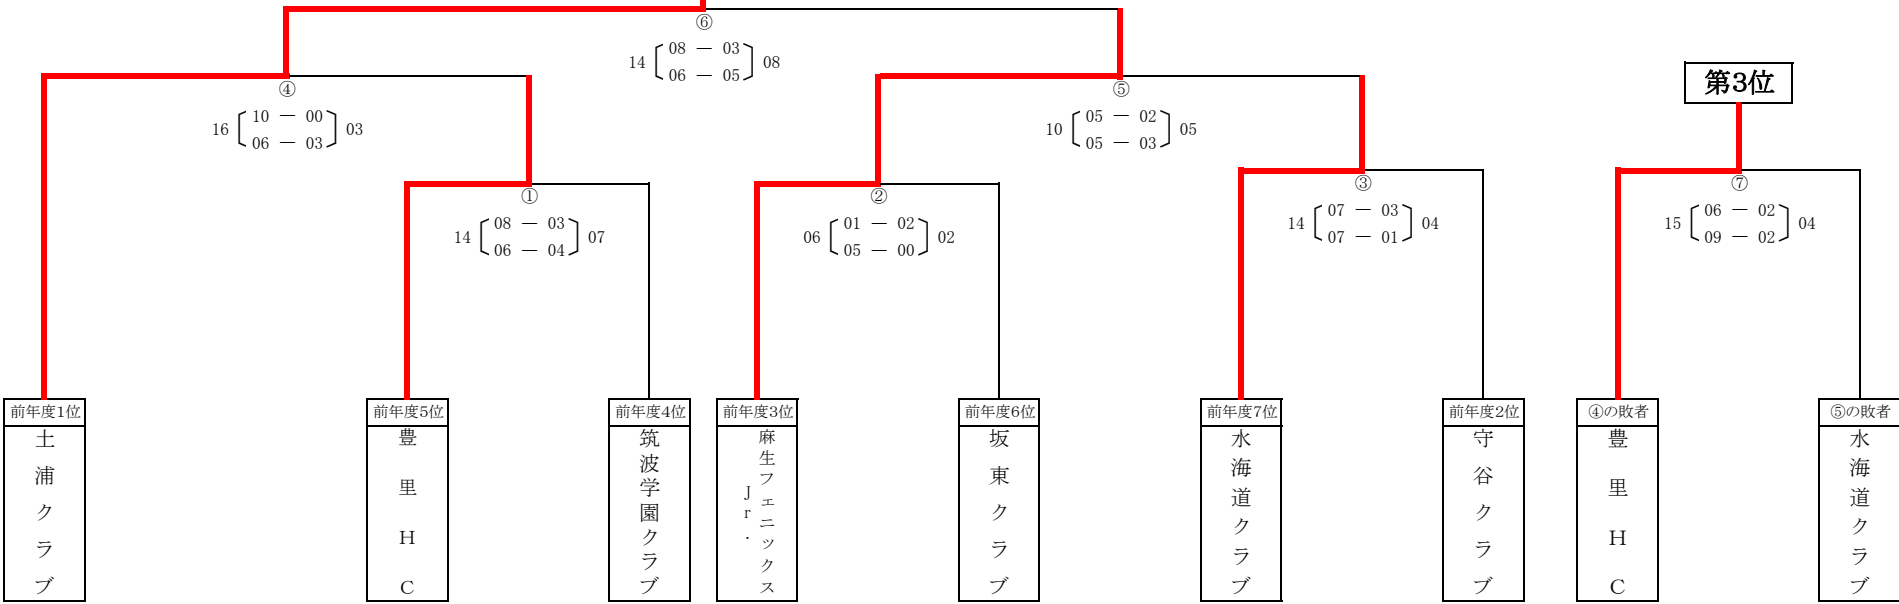 ⑥
14 08 － 03 08
06 － 05
第3位
④
16 10 － 00 03
06 － 03
⑤
10 05 － 02 05
05 － 03
①
14 08 － 03 07
06 － 04
②
06 01 － 02 02
05 － 00
③
14 07 － 03 04
07 － 01
⑦
15 06 － 02 04
09 － 02
前年度1位
土浦クラブ
前年度5位
豊里HC
前年度4位
筑波学園クラブ
前年度3位
麻生フェニックス
Jr.
前年度6位
坂東クラブ
前年度7位
水海道クラブ
前年度2位
守谷クラブ
④の敗者
豊里HC
⑤の敗者
水海道クラブ